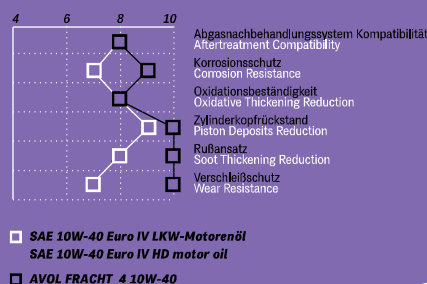 4 6 8 10
Abgasnachbehandlungssystem Kompatibilität
Aftertreatment Compatibility
Korrosionsschutz
Corrosion Resistance
Oxidationsbeständigkeit
Oxidative Thickening Reduction
Zylinderkopfrückstand
Piston Deposits Reduction
Rußansatz
Soot Thickening Reduction
Verschleißschutz
Wear Resistance
SAE 10W-40 Euro IV LKW-Motorenöl
SAE 10W-40 Euro IV HD motor oil
AVOL FRACHT 4 10W-40